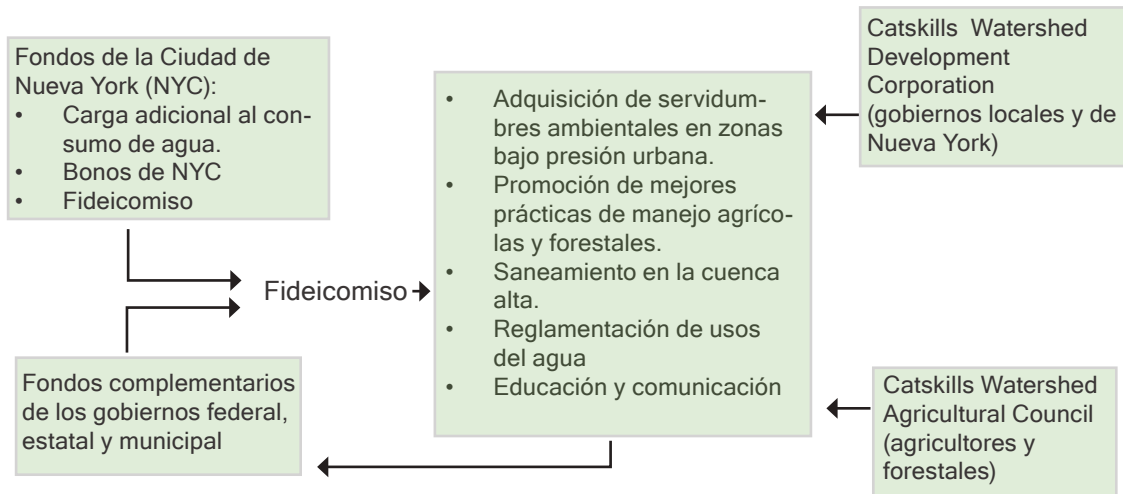 Fondos de la Ciudad de
Nueva York (NYC):
• Carga adicional al con-
sumo de agua.
• Bonos de NYC
• Fideicomiso
Fondos complementarios
de los gobiernos federal,
estatal y municipal
Fideicomiso
• Adquisición de servidum-
bres ambientales en zonas
bajo presión urbana.
• Promoción de mejores
prácticas de manejo agríco-
las y forestales.
• Saneamiento en la cuenca
alta.
• Reglamentación de usos
del agua
• Educación y comunicación
Catskills Watershed
Development
Corporation
(gobiernos locales y de
Nueva York)
Catskills Watershed
Agricultural Council
(agricultores y
forestales)